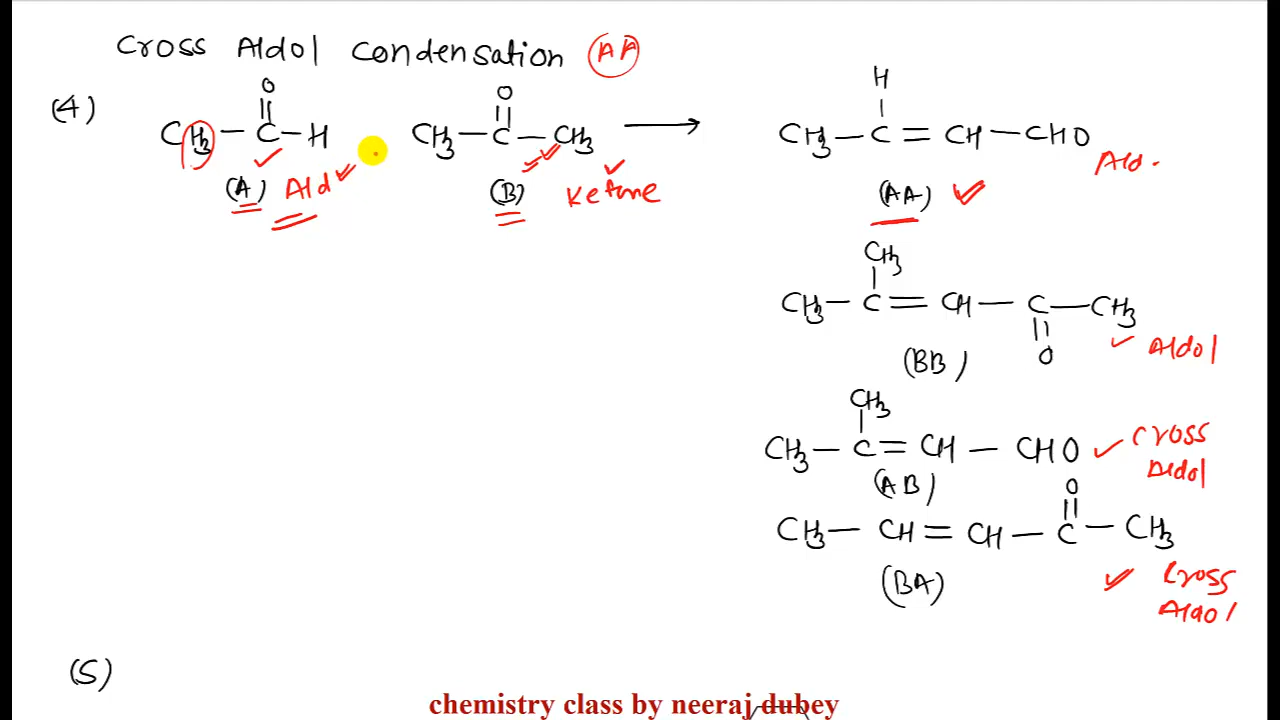 Cross Aldol Condensation (AA)
(4)
CH3 — C — H
O
CH3 — C — CH3
O
(A) Ald
(B) Ketone
H
CH3 — C = CH — CHO
Ald.
(AA)
CH3
CH3 — C = CH — C — CH3
O
Aldol
(BB)
CH3
CH3 — C = CH — CHO
Cross
Aldol
(AB)
O
CH3 — CH = CH — C — CH3
(BA)
Cross
Aldol
(5)
chemistry class by neeraj dubey